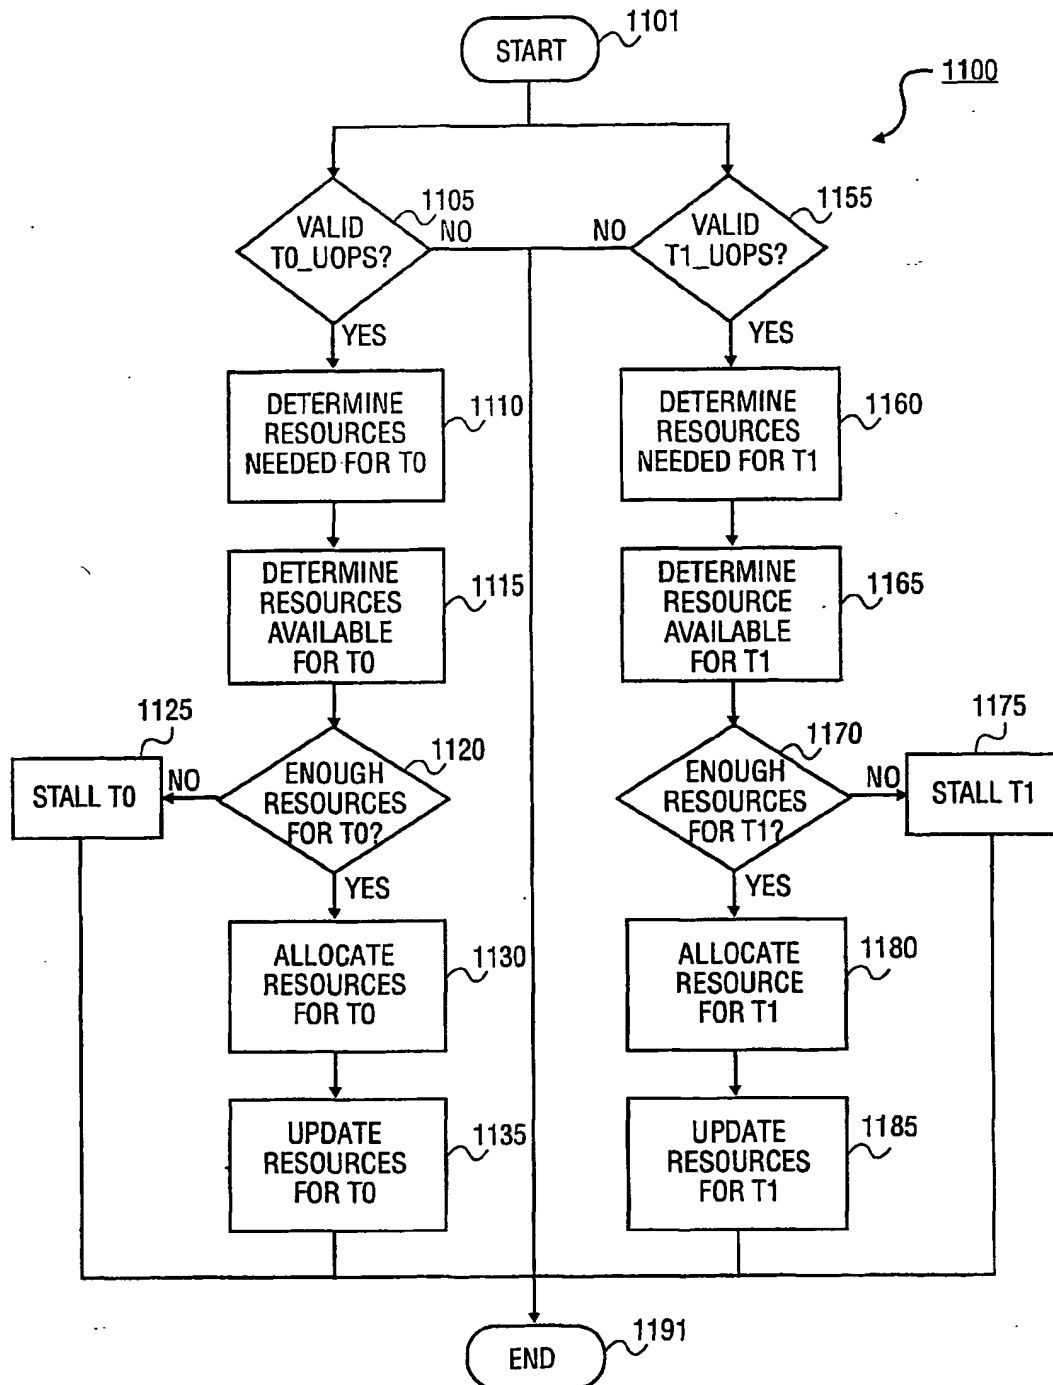 START
1101
1100
VALID
T0_UOPS?
1105
NO
YES
NO
VALID
T1_UOPS?
1155
YES
DETERMINE
RESOURCES
NEEDED FOR T0
1110
DETERMINE
RESOURCES
NEEDED FOR T1
1160
DETERMINE
RESOURCES
AVAILABLE
FOR T0
1115
DETERMINE
RESOURCE
AVAILABLE
FOR T1
1165
1125
STALL T0
NO
ENOUGH
RESOURCES
FOR T0?
1120
YES
ENOUGH
RESOURCES
FOR T1?
1170
NO
YES
1175
STALL T1
ALLOCATE
RESOURCES
FOR T0
1130
ALLOCATE
RESOURCE
FOR T1
1180
UPDATE
RESOURCES
FOR T0
1135
UPDATE
RESOURCES
FOR T1
1185
END
1191